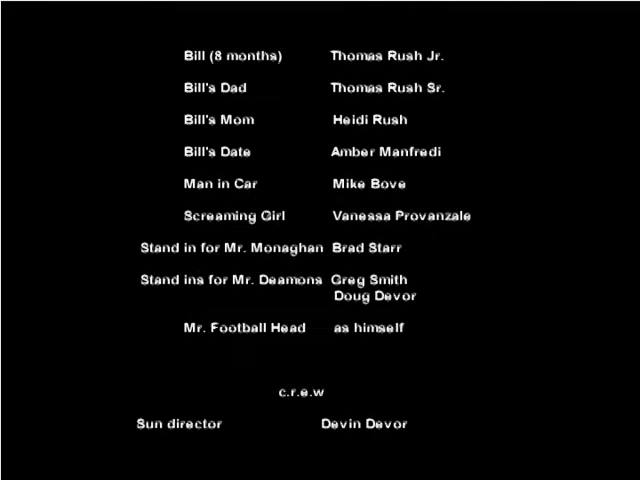 Bill (8 months) Thomas Rush Jr.
Bill's Dad Thomas Rush Sr.
Bill's Mom Heidi Rush
Bill's Date Amber Manfredi
Man in Car Mike Bove
Screaming Girl Vanessa Provanzale
Stand in for Mr. Monaghan Brad Starr
Stand ins for Mr. Deamons Greg Smith
Doug Devor
Mr. Football Head as himself
c.r.e.w
Sun director Devin Devor